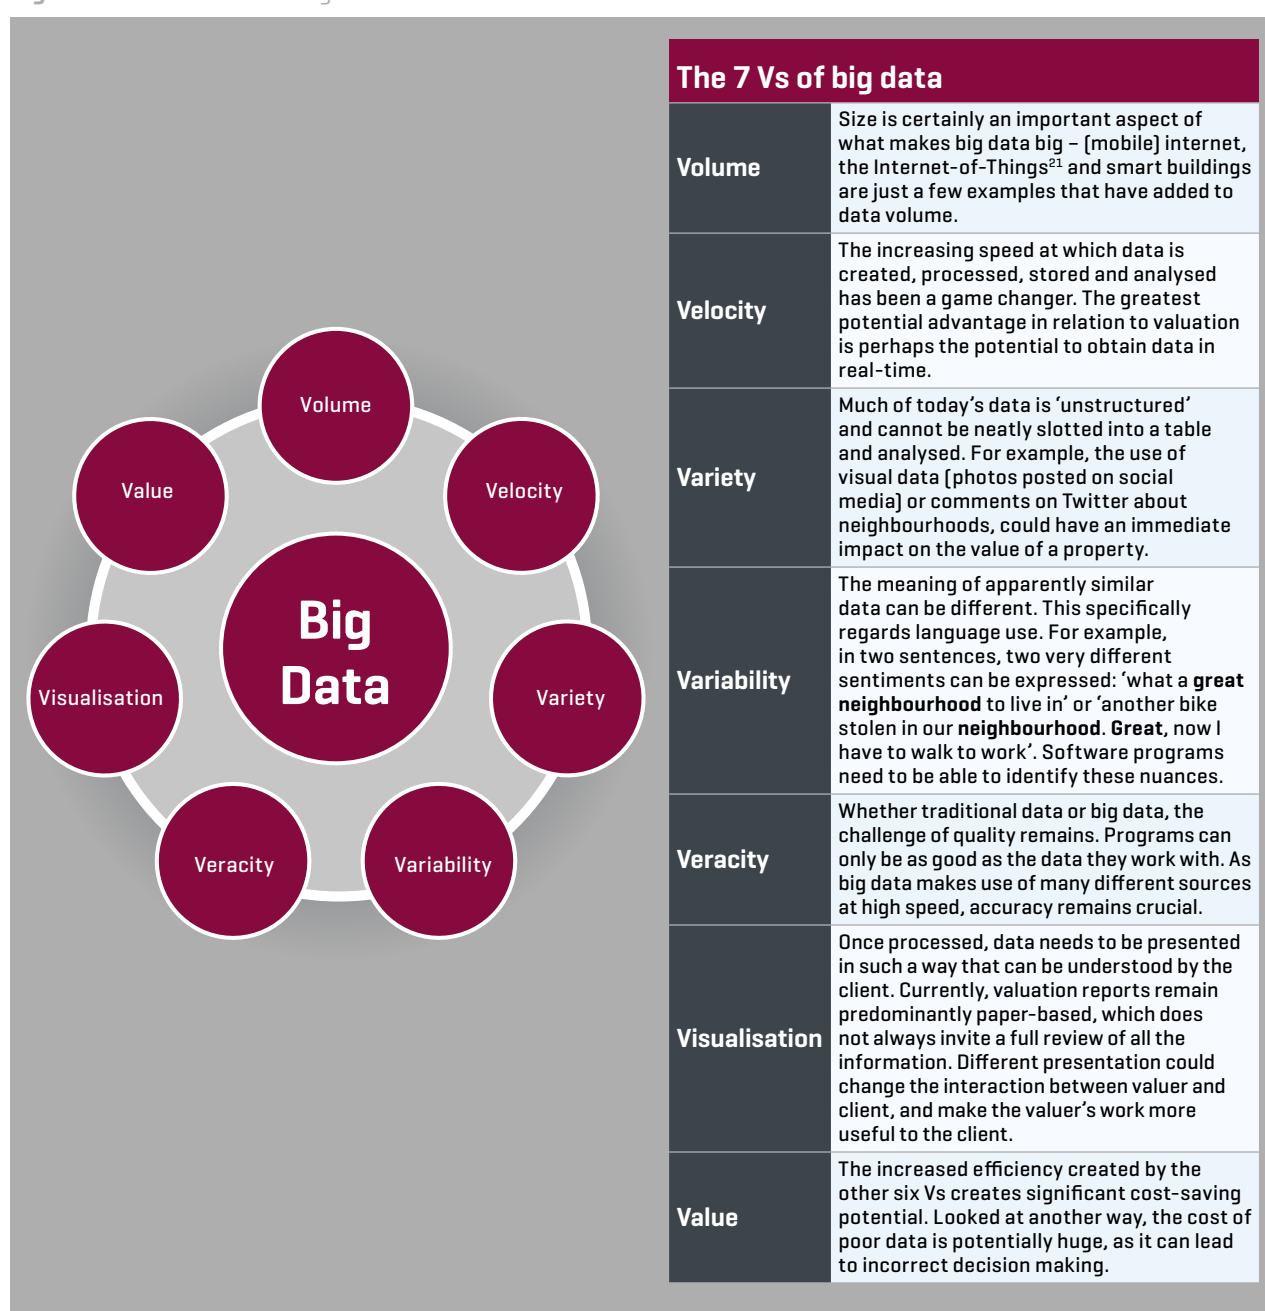 Volume
Value
Velocity
Big
Data
Visualisation
Variety
Veracity
Variability
The 7 Vs of big data
Volume
Size is certainly an important aspect of
what makes big data big – (mobile) internet,
the Internet-of-Things²¹ and smart buildings
are just a few examples that have added to
data volume.
Velocity
The increasing speed at which data is
created, processed, stored and analysed
has been a game changer. The greatest
potential advantage in relation to valuation
is perhaps the potential to obtain data in
real-time.
Variety
Much of today’s data is ‘unstructured’
and cannot be neatly slotted into a table
and analysed. For example, the use of
visual data (photos posted on social
media) or comments on Twitter about
neighbourhoods, could have an immediate
impact on the value of a property.
Variability
The meaning of apparently similar
data can be different. This specifically
regards language use. For example,
in two sentences, two very different
sentiments can be expressed: ‘what a great
neighbourhood to live in’ or ‘another bike
stolen in our neighbourhood. Great, now I
have to walk to work’. Software programs
need to be able to identify these nuances.
Veracity
Whether traditional data or big data, the
challenge of quality remains. Programs can
only be as good as the data they work with. As
big data makes use of many different sources
at high speed, accuracy remains crucial.
Visualisation
Once processed, data needs to be presented
in such a way that can be understood by the
client. Currently, valuation reports remain
predominantly paper-based, which does
not always invite a full review of all the
information. Different presentation could
change the interaction between valuer and
client, and make the valuer’s work more
useful to the client.
Value
The increased efficiency created by the
other six Vs creates significant cost-saving
potential. Looked at another way, the cost of
poor data is potentially huge, as it can lead
to incorrect decision making.